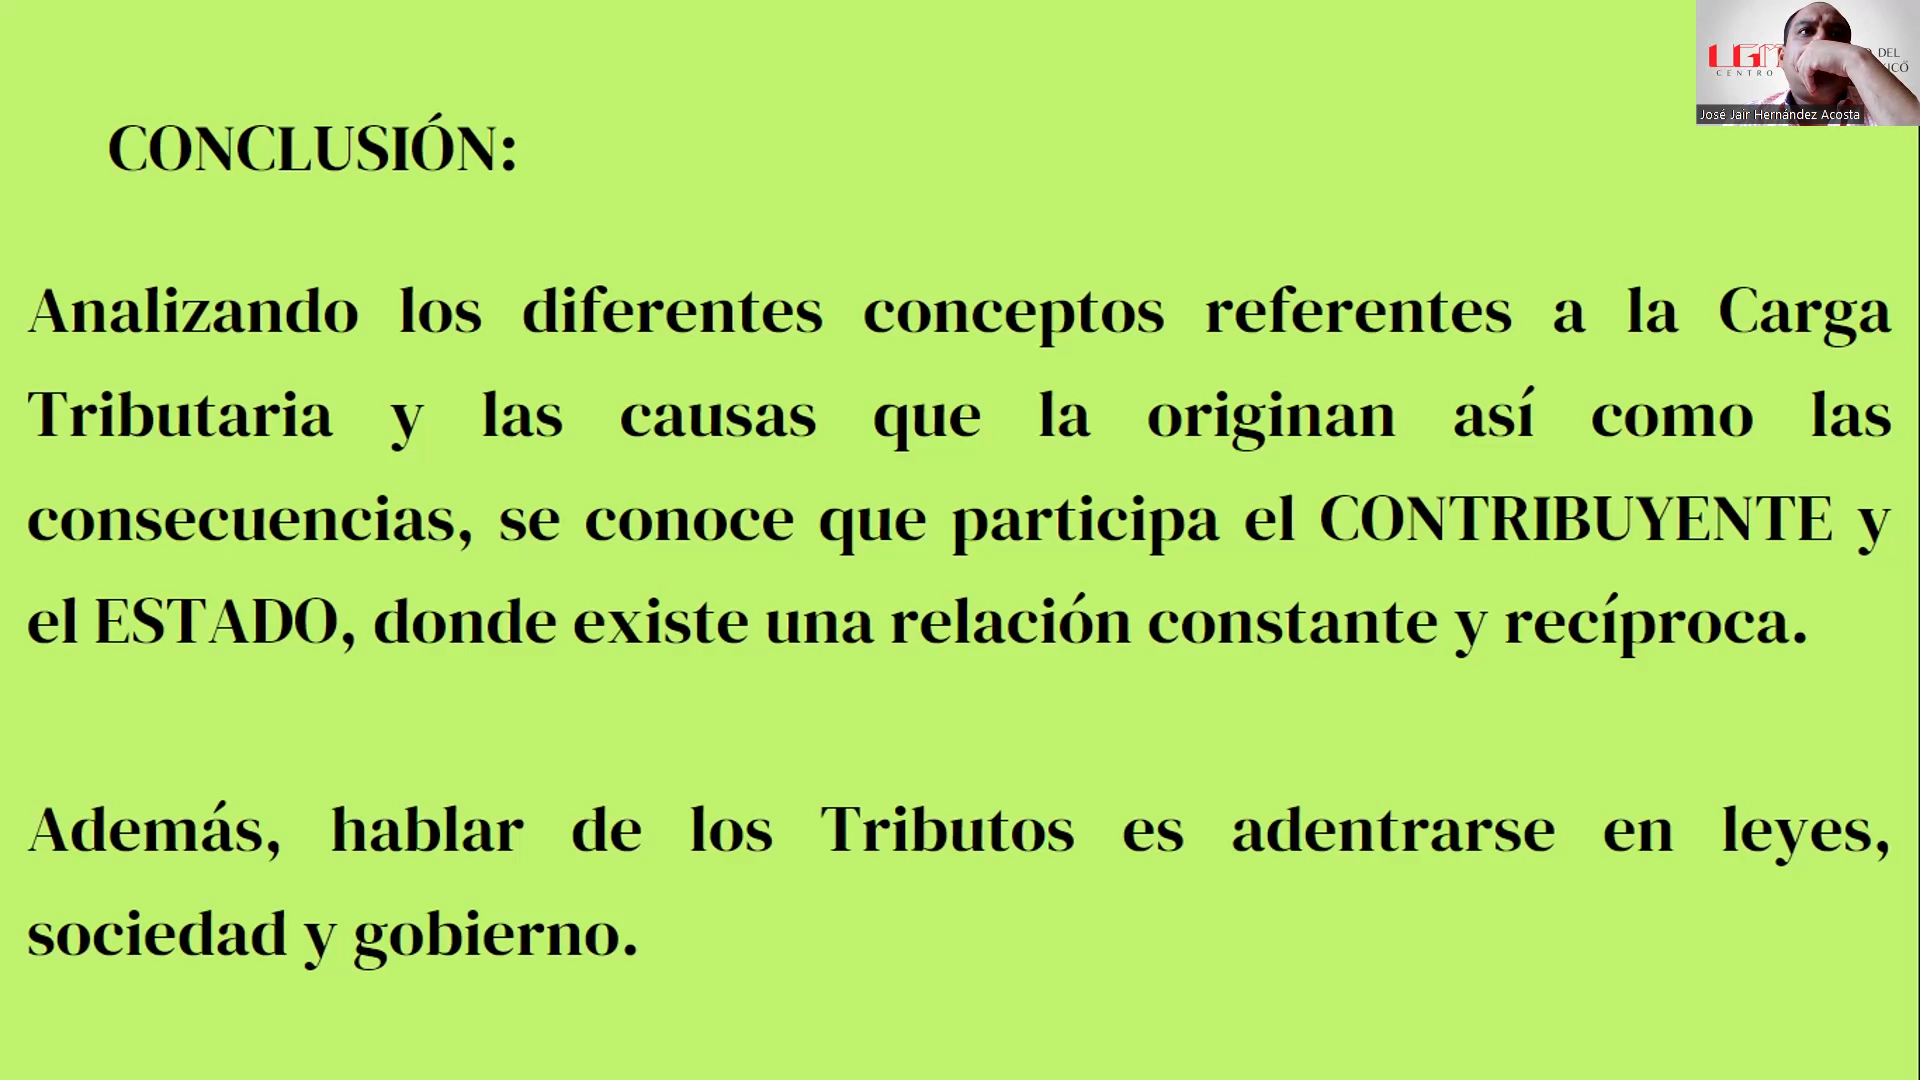 CONCLUSIÓN:
Analizando los diferentes conceptos referentes a la Carga
Tributaria y las causas que la originan así como las
consecuencias, se conoce que participa el CONTRIBUYENTE y
el ESTADO, donde existe una relación constante y recíproca.
Además, hablar de los Tributos es adentrarse en leyes,
sociedad y gobierno.
CENTRO
DEL
José Jair Hernández Acosta